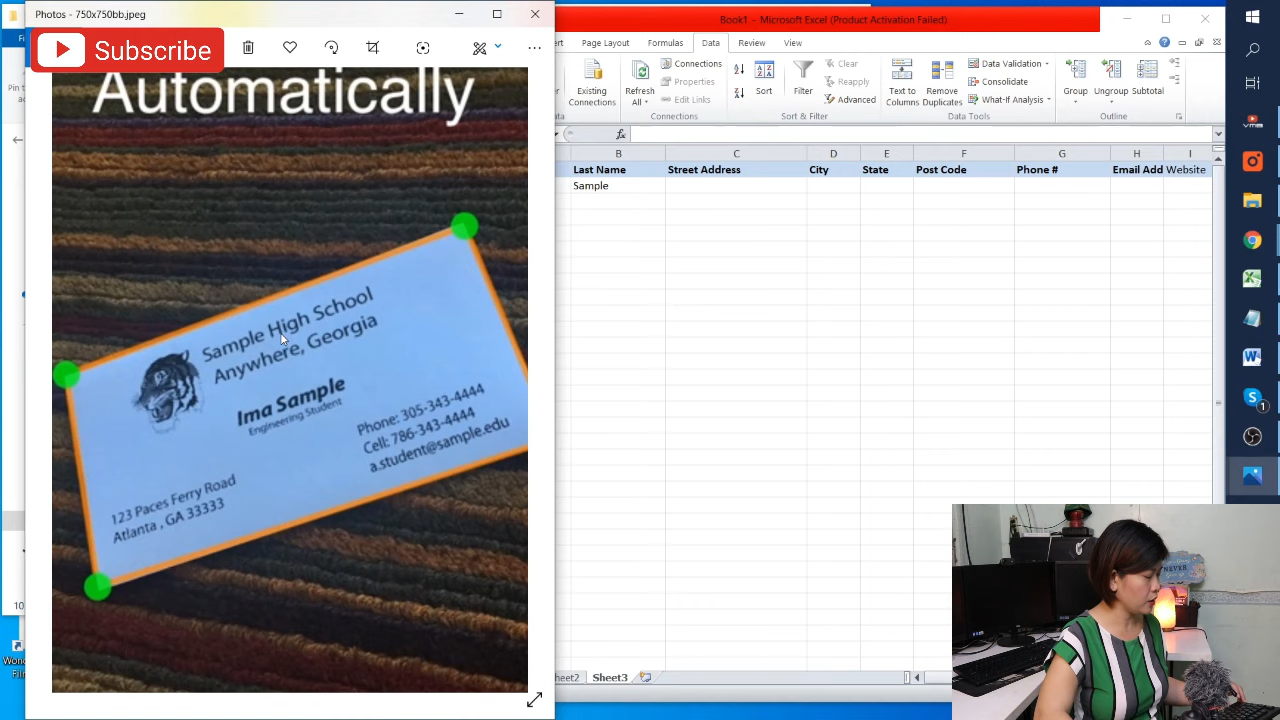 Photos - 750x750bb.jpeg
Subscribe
Automatically
Sample High School
Anywhere, Georgia
Ima Sample
Engineering Student
Phone: 305-343-4444
Cell: 786-343-4444
a.student@sample.edu
123 Paces Ferry Road
Atlanta , GA 33333
Book1 - Microsoft Excel (Product Activation Failed)
Page Layout Formulas Data Review View
Existing Connections
Refresh All
Connections
Properties
Edit Links
Connections
Sort
Filter
Clear
Reapply
Advanced
Sort & Filter
Text to Columns
Remove Duplicates
Data Validation
Consolidate
What-If Analysis
Data Tools
Group
Ungroup
Subtotal
Outline
fx
B C D E F G H I
Last Name Street Address City State Post Code Phone # Email Add Website
Sample
Sheet3
1
NEVER